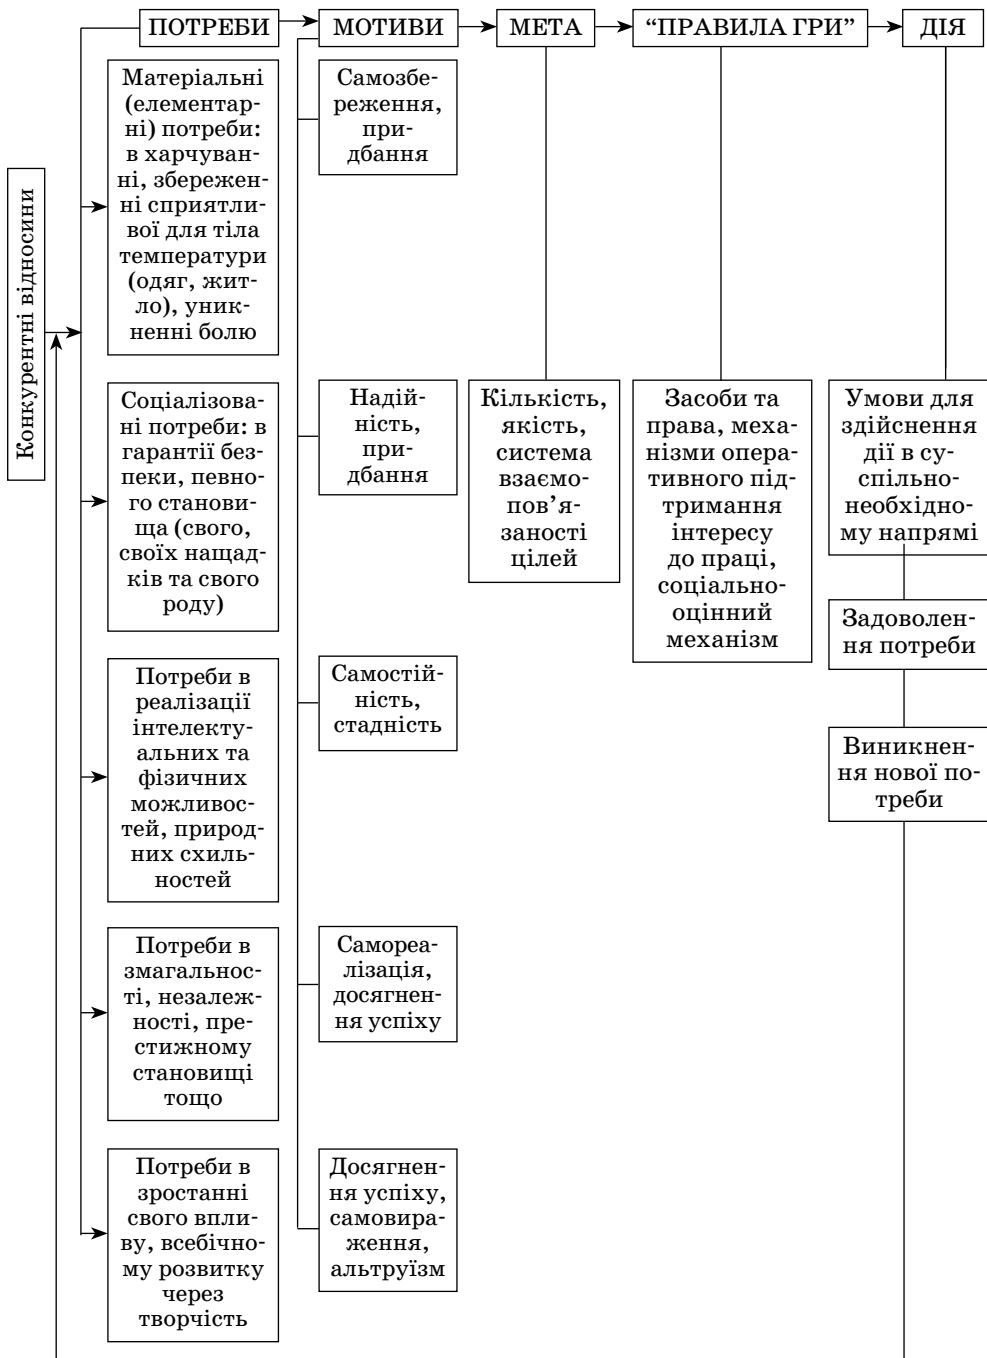 ПОТРЕБИ
МОТИВИ
МЕТА
“ПРАВИЛА ГРИ”
ДІЯ
Конкурентні відносини
Матеріальні
(елементар-
ні) потреби:
в харчуван-
ні, збережен-
ні сприятли-
вої для тіла
температури
(одяг, жит-
ло), уник-
ненні болю
Соціалізова-
ні потреби: в
гарантії без-
пеки, певно-
го станови-
ща (свого,
своїх нащад-
ків та свого
роду)
Потреби в
реалізації
інтелекту-
альних та
фізичних
можливос-
тей, природ-
них схиль-
ностей
Потреби в
змагальнос-
ті, незалеж-
ності, пре-
стижному
становищі
тощо
Потреби в
зростанні
свого впли-
ву, всебічно-
му розвитку
через
творчість
Самозбе-
реження,
при-
дбання
Надій-
ність,
при-
дбання
Самостій-
ність,
стадність
Самореа-
лізація,
досягнен-
ня успіху
Досягнен-
ня успіху,
самовира-
ження,
альтруїзм
Кількість,
якість,
система
взаємо-
пов’я-
заності
цілей
Засоби та
права, меха-
нізми опера-
тивного під-
тримання
інтересу
до праці,
соціально-
оцінний
механізм
Умови для
здійснення
дії в су-
спільно-
необхідно-
му напрямі
Задоволен-
ня потреби
Виникнен-
ня нової по-
треби